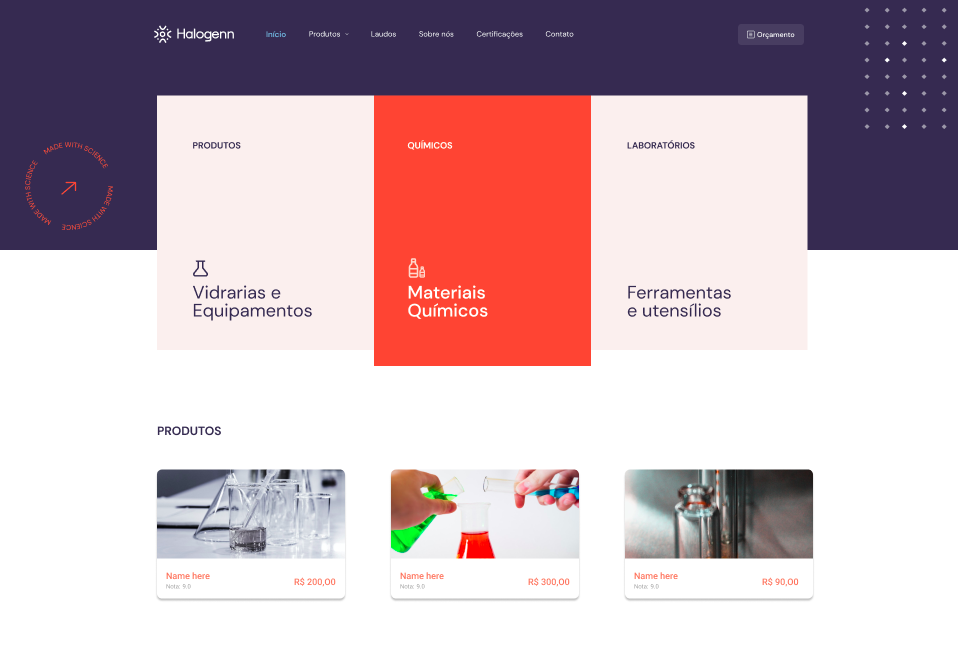 Halogenn
Início
Produtos
Laudos
Sobre nós
Certificações
Contato
Orçamento
MADE WITH SCIENCE MADE WITH SCIENCE MADE WITH SCIENCE
PRODUTOS
Vidrarias e
Equipamentos
QUÍMICOS
Materiais
Químicos
LABORATÓRIOS
Ferramentas
e utensílios
PRODUTOS
Name here
Nota: 9.0
R$ 200,00
Name here
Nota: 9.0
R$ 300,00
Name here
Nota: 9.0
R$ 90,00